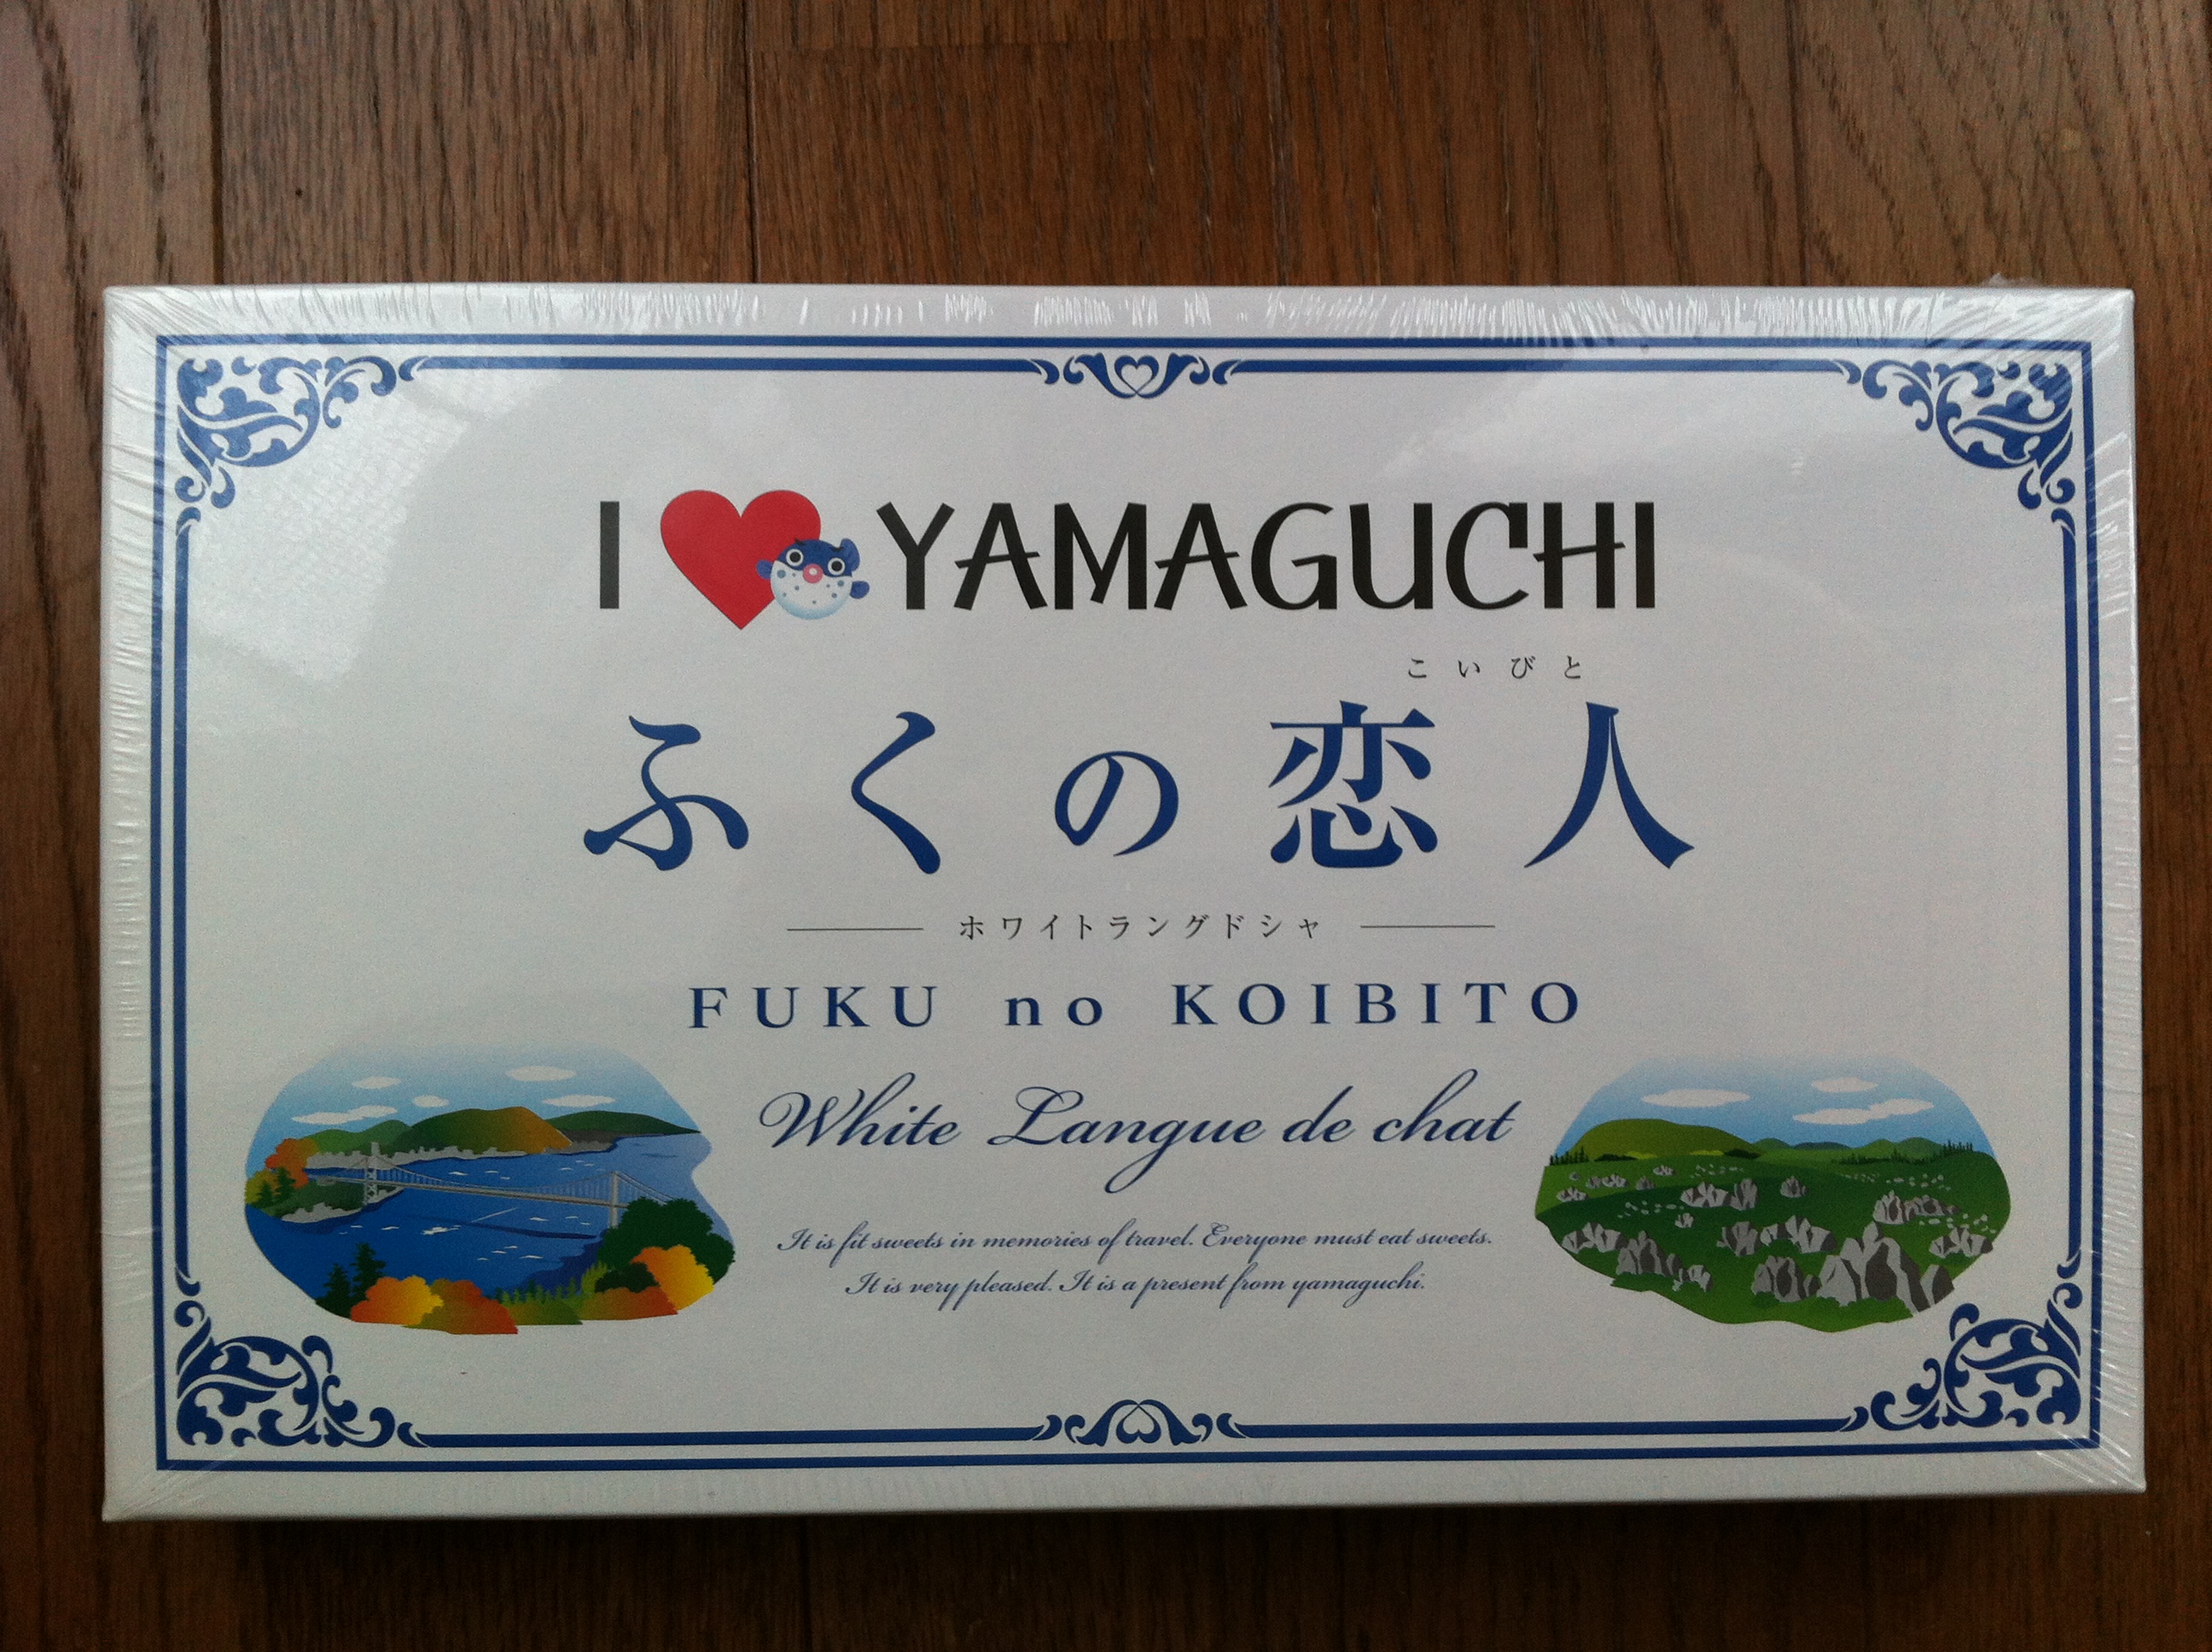 I YAMAGUCHI
こいびと
ふくの恋人
ホワイトラングドシャ
FUKU no KOIBITO
White Langue de chat
It is fit sweets in memories of travel. Everyone must eat sweets.
It is very pleased. It is a present from yamaguchi.